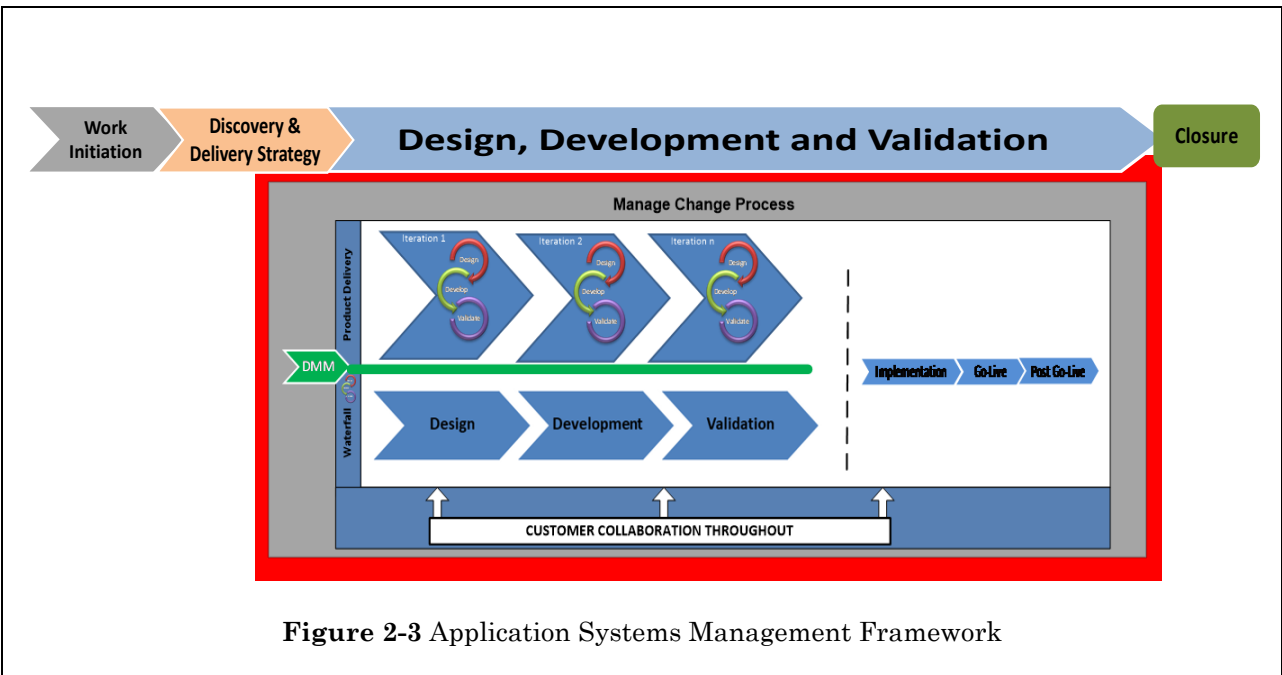 Work
Initiation
Discovery &
Delivery Strategy
Design, Development and Validation
Closure
Manage Change Process
Product Delivery
Iteration 1
Design
Develop
Validate
Iteration 2
Design
Develop
Validate
Iteration n
Design
Develop
Validate
DMM
Implementation
Go-Live
Post Go-Live
Waterfall
Design
Development
Validation
CUSTOMER COLLABORATION THROUGHOUT
Figure 2-3 Application Systems Management Framework